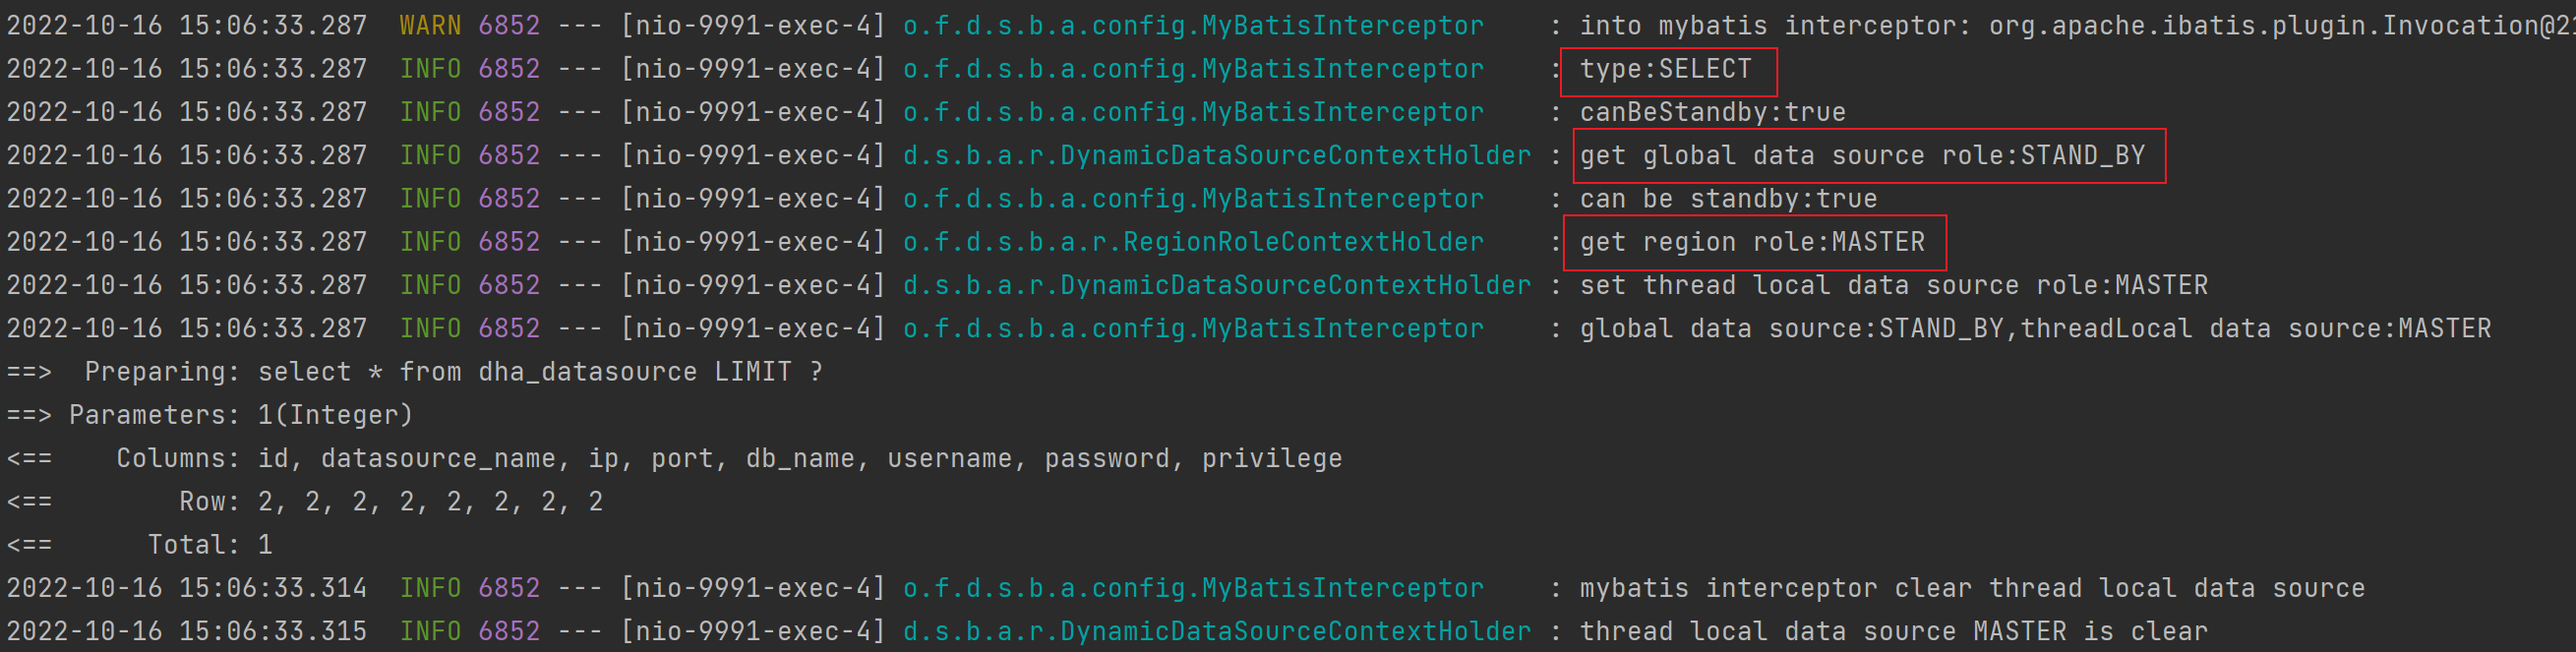 2022-10-16 15:06:33.287  WARN 6852 --- [nio-9991-exec-4] o.f.d.s.b.a.config.MyBatisInterceptor    : into mybatis interceptor: org.apache.ibatis.plugin.Invocation@21
2022-10-16 15:06:33.287  INFO 6852 --- [nio-9991-exec-4] o.f.d.s.b.a.config.MyBatisInterceptor    : type:SELECT
2022-10-16 15:06:33.287  INFO 6852 --- [nio-9991-exec-4] o.f.d.s.b.a.config.MyBatisInterceptor    : canBeStandby:true
2022-10-16 15:06:33.287  INFO 6852 --- [nio-9991-exec-4] d.s.b.a.r.DynamicDataSourceContextHolder : get global data source role:STAND_BY
2022-10-16 15:06:33.287  INFO 6852 --- [nio-9991-exec-4] o.f.d.s.b.a.config.MyBatisInterceptor    : can be standby:true
2022-10-16 15:06:33.287  INFO 6852 --- [nio-9991-exec-4] o.f.d.s.b.a.r.RegionRoleContextHolder    : get region role:MASTER
2022-10-16 15:06:33.287  INFO 6852 --- [nio-9991-exec-4] d.s.b.a.r.DynamicDataSourceContextHolder : set thread local data source role:MASTER
2022-10-16 15:06:33.287  INFO 6852 --- [nio-9991-exec-4] o.f.d.s.b.a.config.MyBatisInterceptor    : global data source:STAND_BY,threadLocal data source:MASTER
==>  Preparing: select * from dha_datasource LIMIT ?
==> Parameters: 1(Integer)
<==    Columns: id, datasource_name, ip, port, db_name, username, password, privilege
<==        Row: 2, 2, 2, 2, 2, 2, 2, 2
<==      Total: 1
2022-10-16 15:06:33.314  INFO 6852 --- [nio-9991-exec-4] o.f.d.s.b.a.config.MyBatisInterceptor    : mybatis interceptor clear thread local data source
2022-10-16 15:06:33.315  INFO 6852 --- [nio-9991-exec-4] d.s.b.a.r.DynamicDataSourceContextHolder : thread local data source MASTER is clear